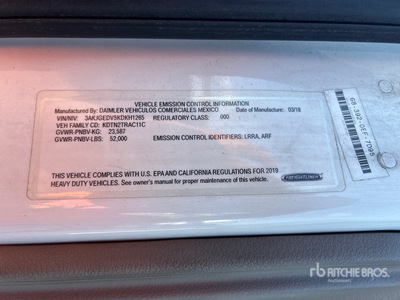 VEHICLE EMISSION CONTROL INFORMATION
Manufactured By: DAIMLER VEHICULOS COMERCIALES MEXICO Date of Manufacture: 03/18
VIN/NIV: 3AKJGEDV5KDKH1265 REGULATORY CLASS: 000
VEH FAMILY CD: KDTN2TRAC11C
GVWR-PNBV-KG: 23,587
GVWR-PNBV-LBS: 52,000 EMISSION CONTROL IDENTIFIERS: LRRA, ARF
THIS VEHICLE COMPLIES WITH U.S. EPA AND CALIFORNIA REGULATIONS FOR 2019
HEAVY DUTY VEHICLES. See owner's manual for proper maintenance of this vehicle.
FREIGHTLINER
rb RITCHIE BROS.
Auctioneers